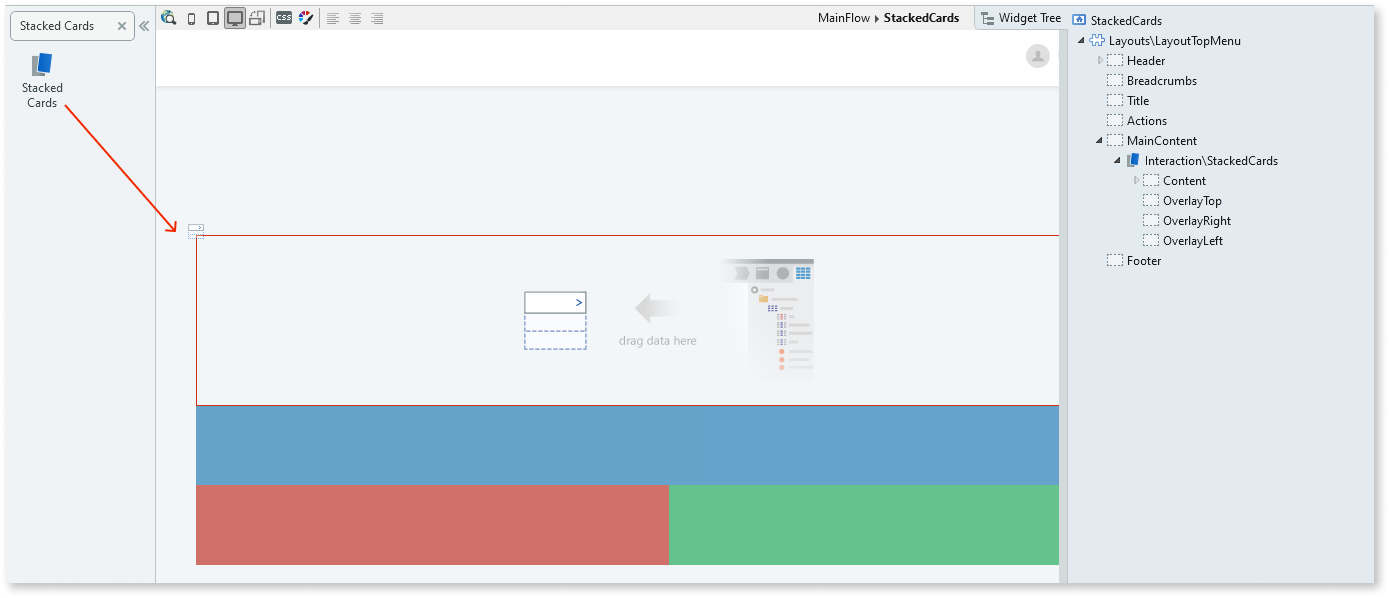 Stacked Cards
Stacked
Cards
CSS
MainFlow StackedCards
drag data here
Widget Tree
StackedCards
Layouts\LayoutTopMenu
Header
Breadcrumbs
Title
Actions
MainContent
Interaction\StackedCards
Content
OverlayTop
OverlayRight
OverlayLeft
Footer